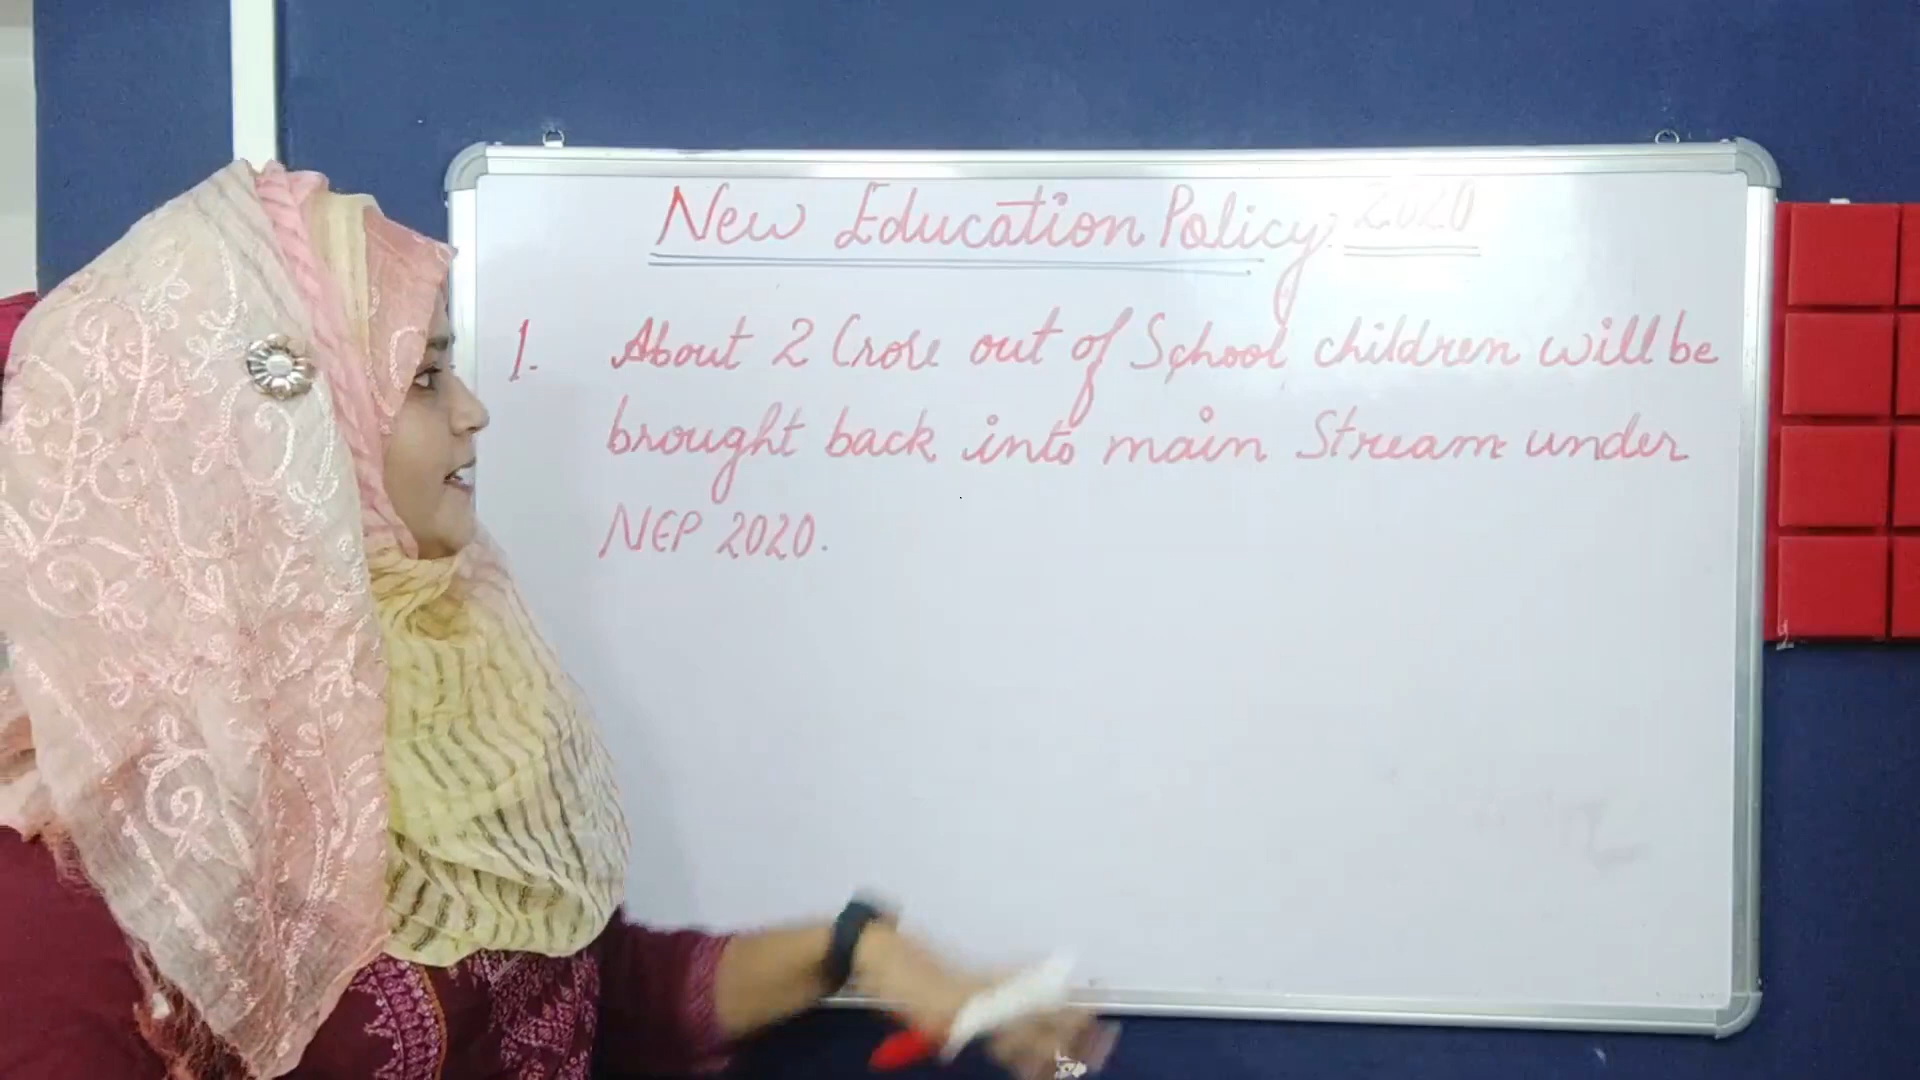 New Education Policy: 2020
1. About 2 Crore out of School children will be
brought back into main Stream under
NEP 2020.